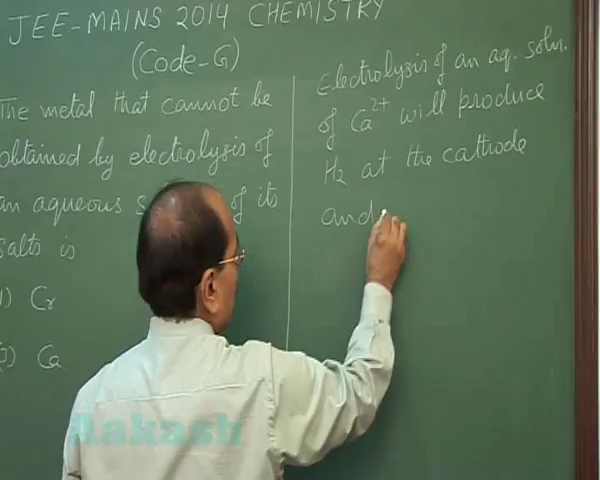 JEE-MAINS 2014 CHEMISTRY
(Code-G)
The metal that cannot be
obtained by electrolysis of
an aqueous s of its
salts is
1) Cr
Ca
Electrolysis of an aq. soln.
of Ca2+ will produce
H2 at the cathode
and
Aakash